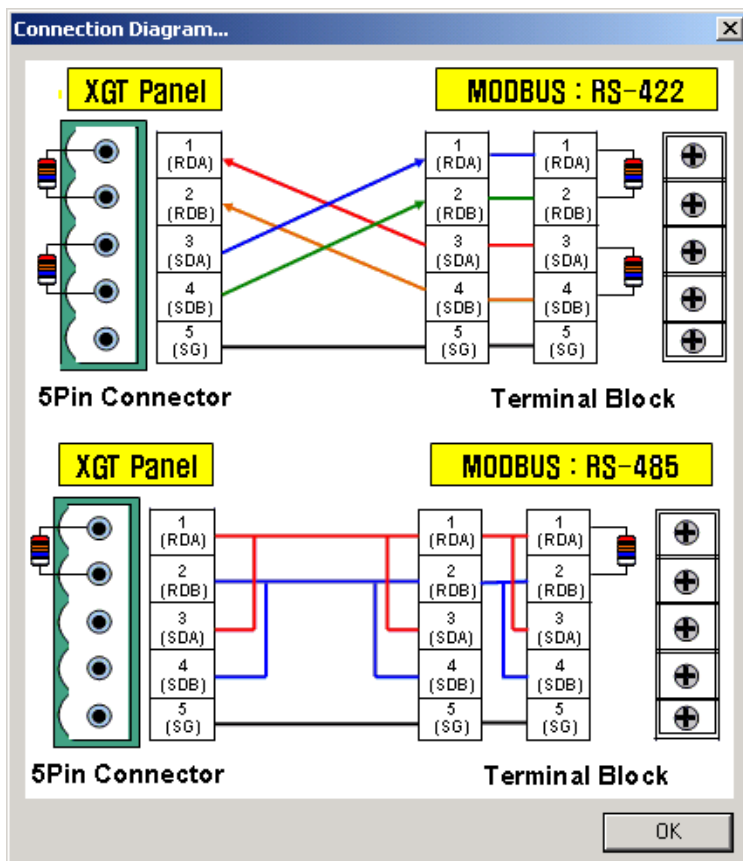 Connection Diagram...
XGT Panel
MODBUS : RS-422
1
(RDA)
2
(RDB)
3
(SDA)
4
(SDB)
5
(SG)
1
(RDA)
2
(RDB)
3
(SDA)
4
(SDB)
5
(SG)
1
(RDA)
2
(RDB)
3
(SDA)
4
(SDB)
5
(SG)
5Pin Connector
Terminal Block
XGT Panel
MODBUS : RS-485
1
(RDA)
2
(RDB)
3
(SDA)
4
(SDB)
5
(SG)
1
(RDA)
2
(RDB)
3
(SDA)
4
(SDB)
5
(SG)
1
(RDA)
2
(RDB)
3
(SDA)
4
(SDB)
5
(SG)
5Pin Connector
Terminal Block
OK